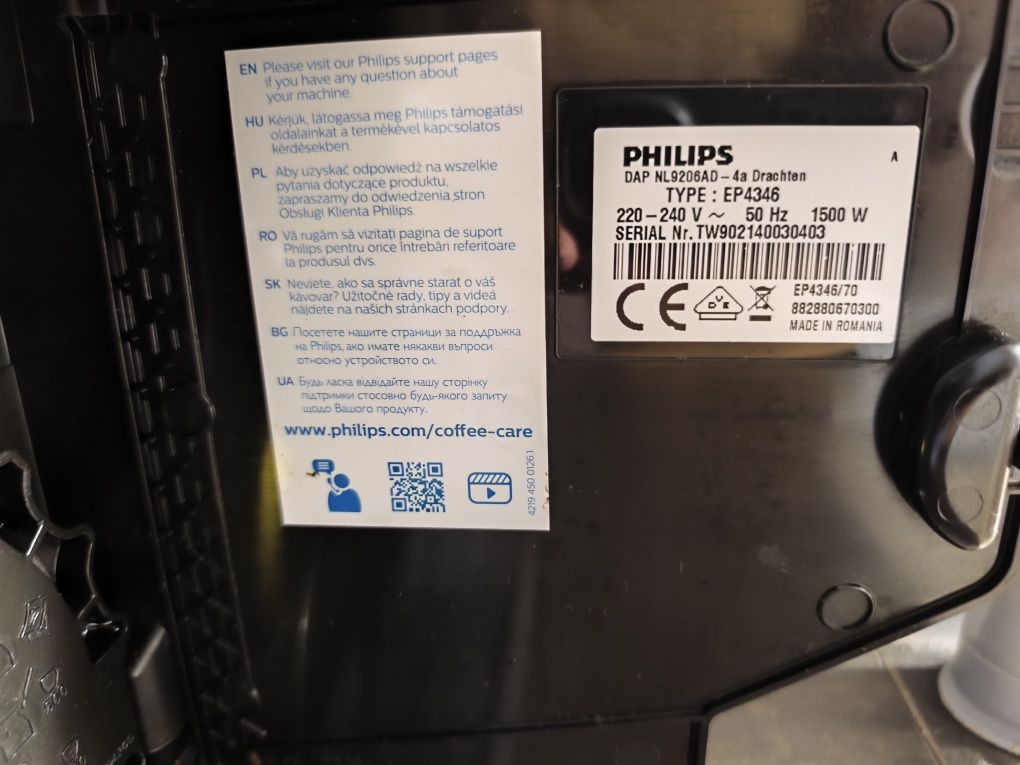 EN Please visit our Philips support pages
if you have any question about
your machine.
HU Kérjük, látogassa meg Philips támogatási
oldalainkat a termékével kapcsolatos
kérdésekben.
PL Aby uzyskać odpowiedź na wszelkie
pytania dotyczące produktu,
zapraszamy do odwiedzenia stron
Obsługi Klienta Philips.
RO Vă rugăm să vizitați pagina de suport
Philips pentru orice întrebări referitoare
la produsul dvs.
SK Neviete, ako sa správne starať o váš
kávovar? Užitočné rady, tipy a videá
nájdete na našich stránkach podpory.
BG Посетете нашите страници за поддръжка
на Philips, ако имате някакви въпроси
относно устройството си.
UA Будь ласка відвідайте нашу сторінку
підтримки стосовно будь-якого запиту
щодо Вашого продукту.
www.philips.com/coffee-care
4219 450 01261
PHILIPS
A
DAP NL9206AD-4a Drachten
TYPE : EP4346
220-240 V ~ 50 Hz 1500 W
SERIAL Nr. TW902140030403
CE
DVE
EP4346/70
882880670300
MADE IN ROMANIA